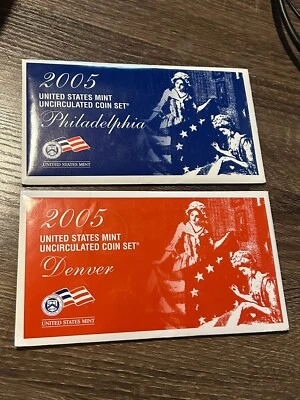 2005
UNITED STATES MINT
UNCIRCULATED COIN SET®
Philadelphia
UNITED STATES MINT
2005
UNITED STATES MINT
UNCIRCULATED COIN SET®
Denver
UNITED STATES MINT